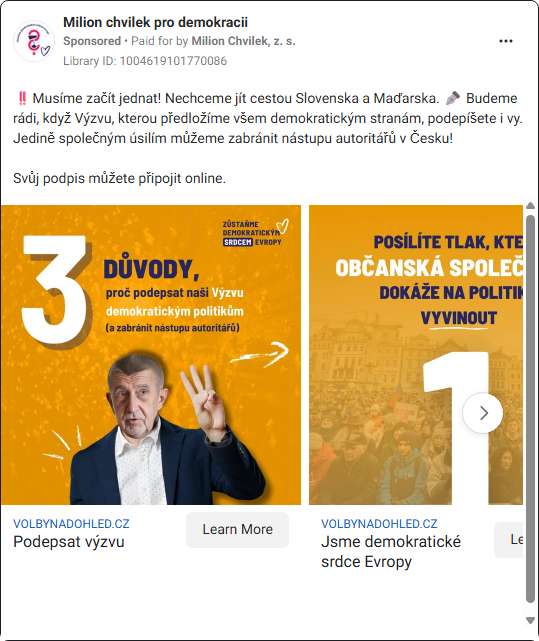 Milion chvilek pro demokracii
Sponsored • Paid for by Milion Chvilek, z. s.
Library ID: 1004619101770086
‼️ Musíme začít jednat! Nechceme jít cestou Slovenska a Maďarska. 🖋️ Budeme
rádi, když Výzvu, kterou předložíme všem demokratickým stranám, podepíšete i vy.
Jedině společným úsilím můžeme zabránit nástupu autoritářů v Česku!
Svůj podpis můžete připojit online.
ZŮSTAŇME
DEMOKRATICKÝM
SRDCEM EVROPY
3
DŮVODY,
proč podepsat naši Výzvu
demokratickým politikům
(a zabránit nástupu autoritářů)
VOLBYNADOHLED.CZ
Podepsat výzvu
Learn More
POSÍLÍTE TLAK, KTE
OBČANSKÁ SPOLEČ
DOKÁŽE NA POLITIK
VYVINOUT
1
VOLBYNADOHLED.CZ
Jsme demokratické
srdce Evropy
Le